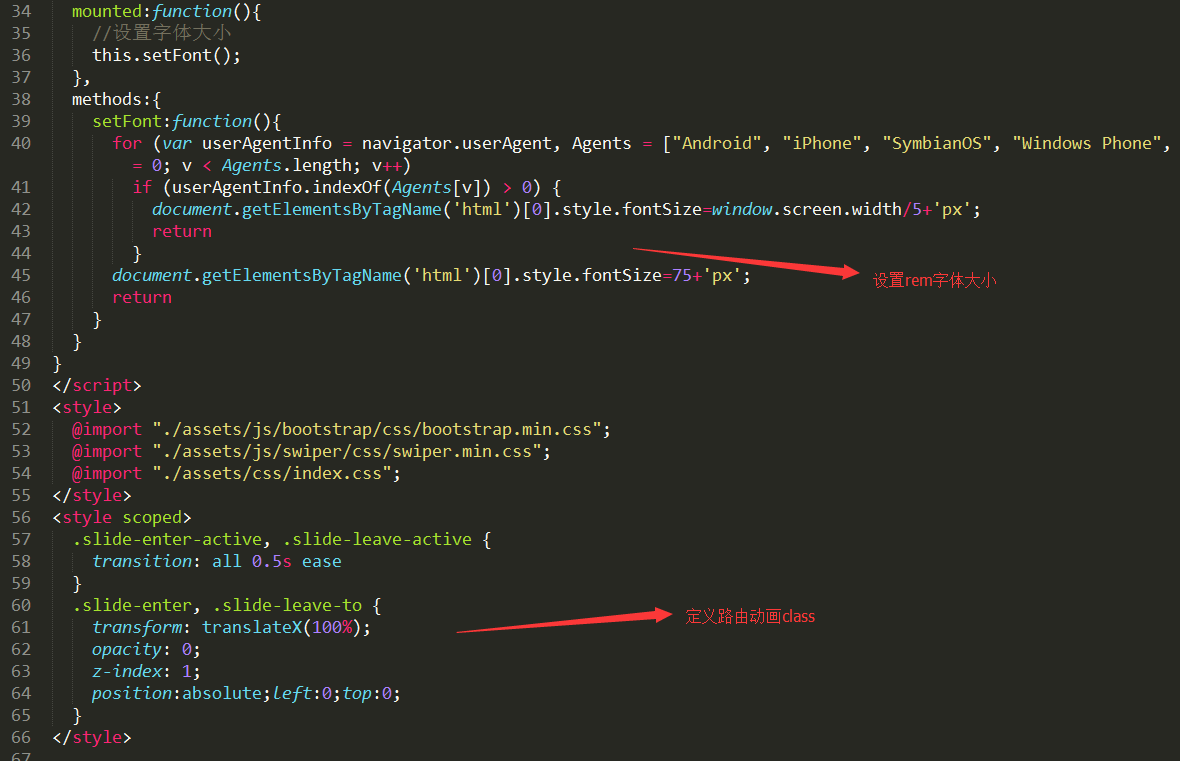 34 mounted:function(){
35 //设置字体大小
36 this.setFont();
37 },
38 methods:{
39 setFont:function(){
40 for (var userAgentInfo = navigator.userAgent, Agents = ["Android", "iPhone", "SymbianOS", "Windows Phone",
= 0; v < Agents.length; v++)
41 if (userAgentInfo.indexOf(Agents[v]) > 0) {
42 document.getElementsByTagName('html')[0].style.fontSize=window.screen.width/5+'px';
43 return
44 }
45 document.getElementsByTagName('html')[0].style.fontSize=75+'px';
设置rem字体大小
46 return
47 }
48 }
49 }
50 </script>
51 <style>
52 @import "./assets/js/bootstrap/css/bootstrap.min.css";
53 @import "./assets/js/swiper/css/swiper.min.css";
54 @import "./assets/css/index.css";
55 </style>
56 <style scoped>
57 .slide-enter-active, .slide-leave-active {
58 transition: all 0.5s ease
59 }
60 .slide-enter, .slide-leave-to {
定义路由动画class
61 transform: translateX(100%);
62 opacity: 0;
63 z-index: 1;
64 position:absolute;left:0;top:0;
65 }
66 </style>
67